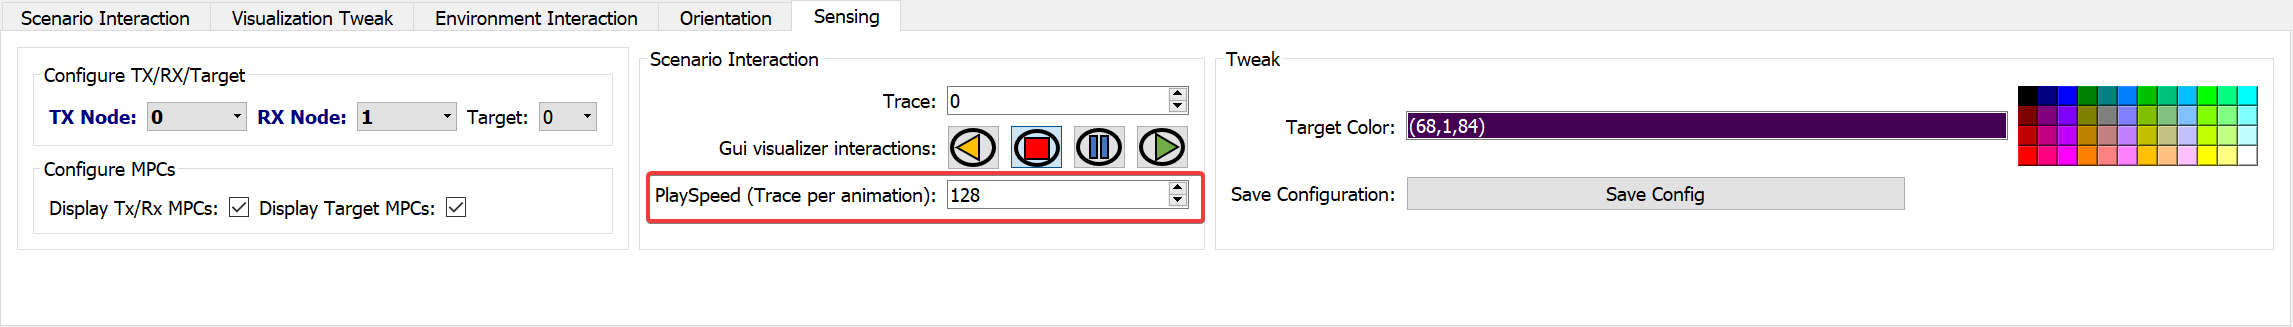 Scenario Interaction Visualization Tweak Environment Interaction Orientation Sensing
Configure TX/RX/Target
TX Node: 0 RX Node: 1 Target: 0
Configure MPCs
Display Tx/Rx MPCs: Display Target MPCs:
Scenario Interaction
Trace: 0
Gui visualizer interactions:
PlaySpeed (Trace per animation): 128
Tweak
Target Color: (68,1,84)
Save Configuration: Save Config